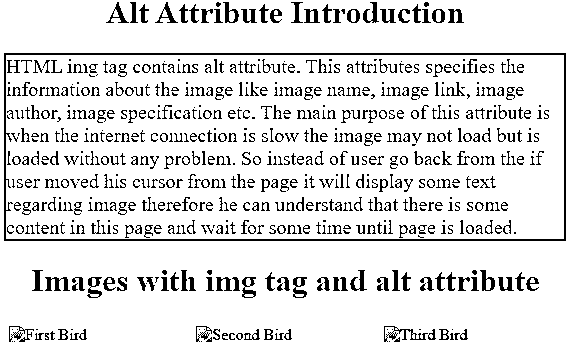 Alt Attribute Introduction
HTML img tag contains alt attribute. This attributes specifies the
information about the image like image name, image link, image
author, image specification etc. The main purpose of this attribute is
when the internet connection is slow the image may not load but is
loaded without any problem. So instead of user go back from the if
user moved his cursor from the page it will display some text
regarding image therefore he can understand that there is some
content in this page and wait for some time until page is loaded.
Images with img tag and alt attribute
First Bird Second Bird Third Bird